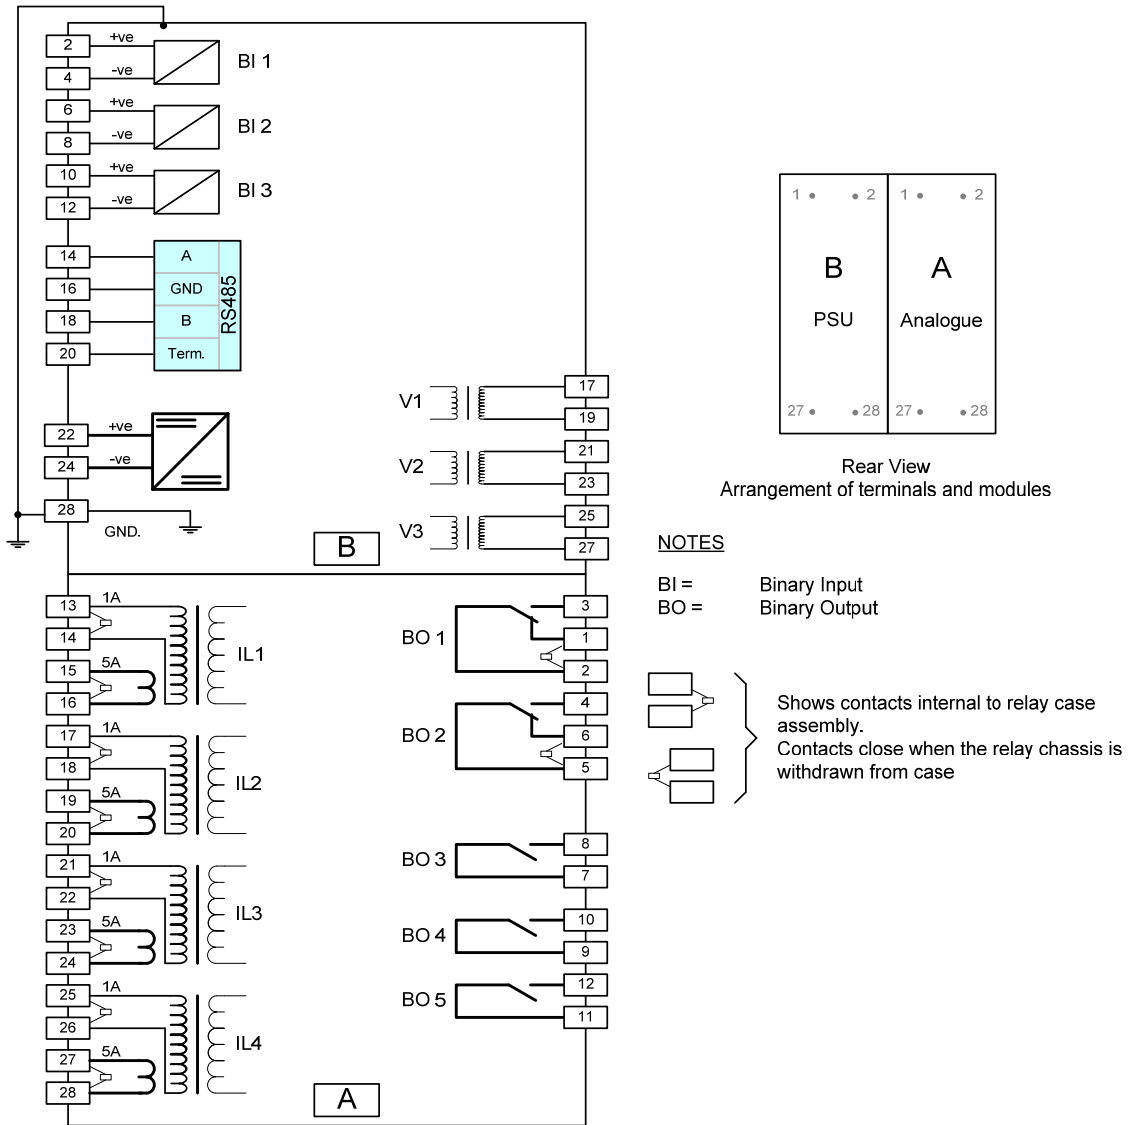 2 +ve
BI 1
4 -ve
6 +ve
BI 2
8 -ve
10 +ve
BI 3
12 -ve
14 A
16 GND
18 B
20 Term.
RS485
22 +ve
24 -ve
28
GND.
V1 17
19
V2 21
23
V3 25
27
B
13 1A
14
IL1
15 5A
16
17 1A
18
IL2
19 5A
20
21 1A
22
IL3
23 5A
24
25 1A
26
IL4
27 5A
28
BO 1 3
1
2
BO 2 4
6
5
BO 3 8
7
BO 4 10
9
BO 5 12
11
A
1 2 1 2
B A
PSU Analogue
27 28 27 28
Rear View
Arrangement of terminals and modules
NOTES
BI = Binary Input
BO = Binary Output
Shows contacts internal to relay case
assembly.
Contacts close when the relay chassis is
withdrawn from case